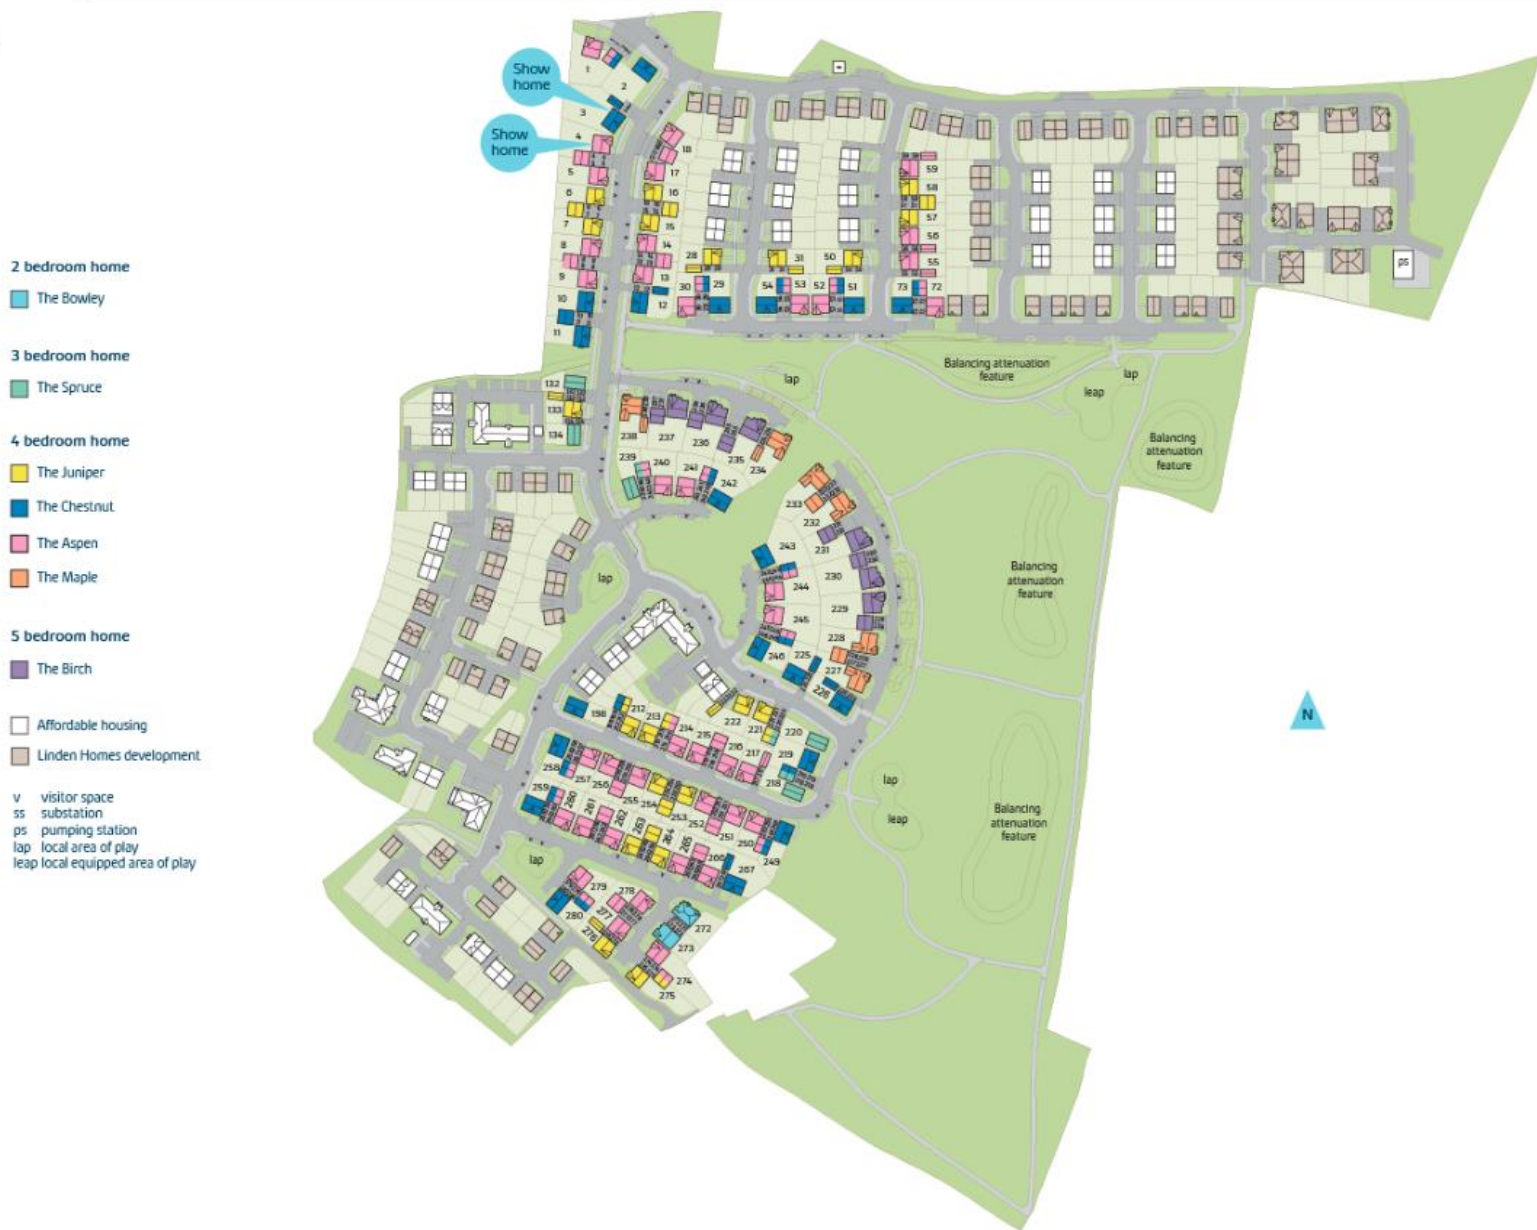 2 bedroom home
The Bowley
3 bedroom home
The Spruce
4 bedroom home
The Juniper
The Chestnut
The Aspen
The Maple
5 bedroom home
The Birch
Affordable housing
Linden Homes development
v visitor space
ss substation
ps pumping station
lap local area of play
leap local equipped area of play
Show
home
Show
home
1
2
3
4
5
6
7
8
9
10
11
18
17
16
15
14
13
12
28
30
29
31
54
53
50
52
51
59
58
57
56
55
73
72
ps
132
133
134
lap
Balancing attenuation
feature
lap
leap
Balancing
attenuation
feature
238
237
236
235
234
239
240
241
242
233
232
231
243
244
230
229
245
228
246
225
227
226
lap
Balancing
attenuation
feature
N
198
212
213
214
215
216
217
222
221
220
219
218
258
257
256
255
254
253
252
251
250
249
259
260
261
262
263
264
265
266
267
lap
leap
Balancing
attenuation
feature
lap
279
278
280
277
276
272
273
274
275